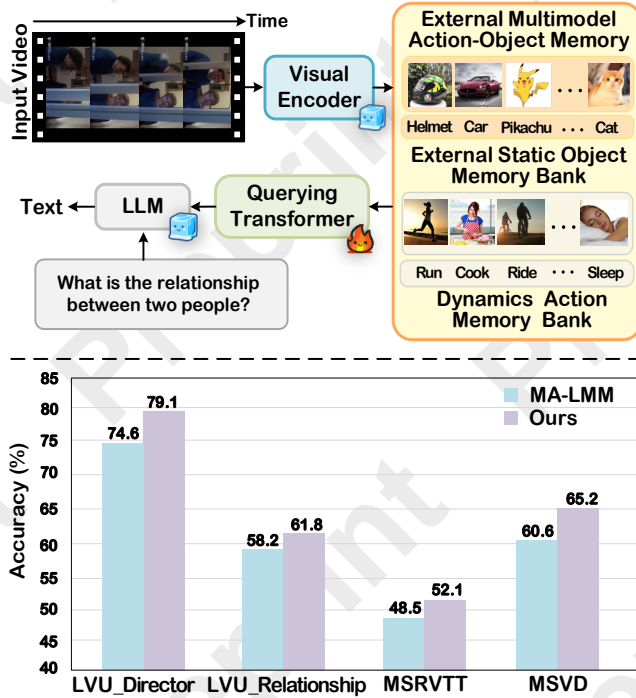 Time
Input Video
Visual
Encoder
External Multimodel
Action-Object Memory
Helmet Car Pikachu ··· Cat
External Static Object
Memory Bank
Run Cook Ride ··· Sleep
Dynamics Action
Memory Bank
Querying
Transformer
LLM
Text
What is the relationship
between two people?
Accuracy (%)
85
80
75
70
65
60
55
50
45
40
MA-LMM
Ours
74.6
79.1
58.2
61.8
48.5
52.1
60.6
65.2
LVU_Director LVU_Relationship MSRVTT MSVD
Preprint